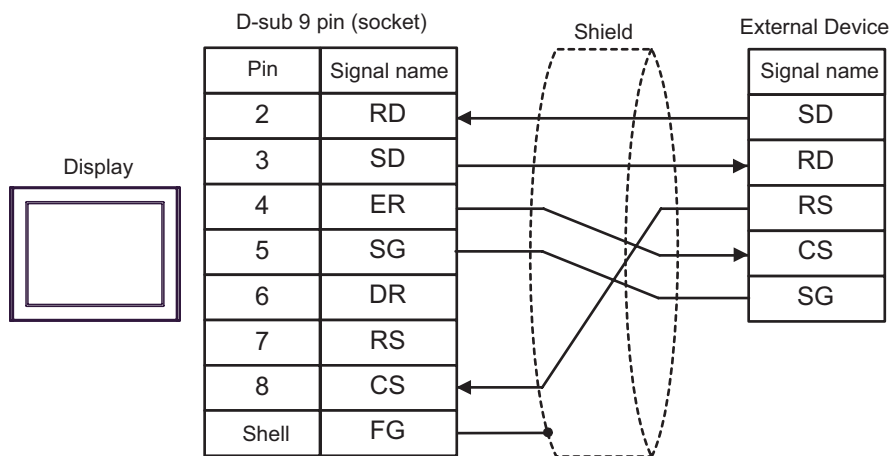 D-sub 9 pin (socket)
Shield
External Device
Pin Signal name
Signal name
2 RD
SD
3 SD
RD
Display
4 ER
RS
5 SG
CS
6 DR
SG
7 RS
8 CS
Shell FG